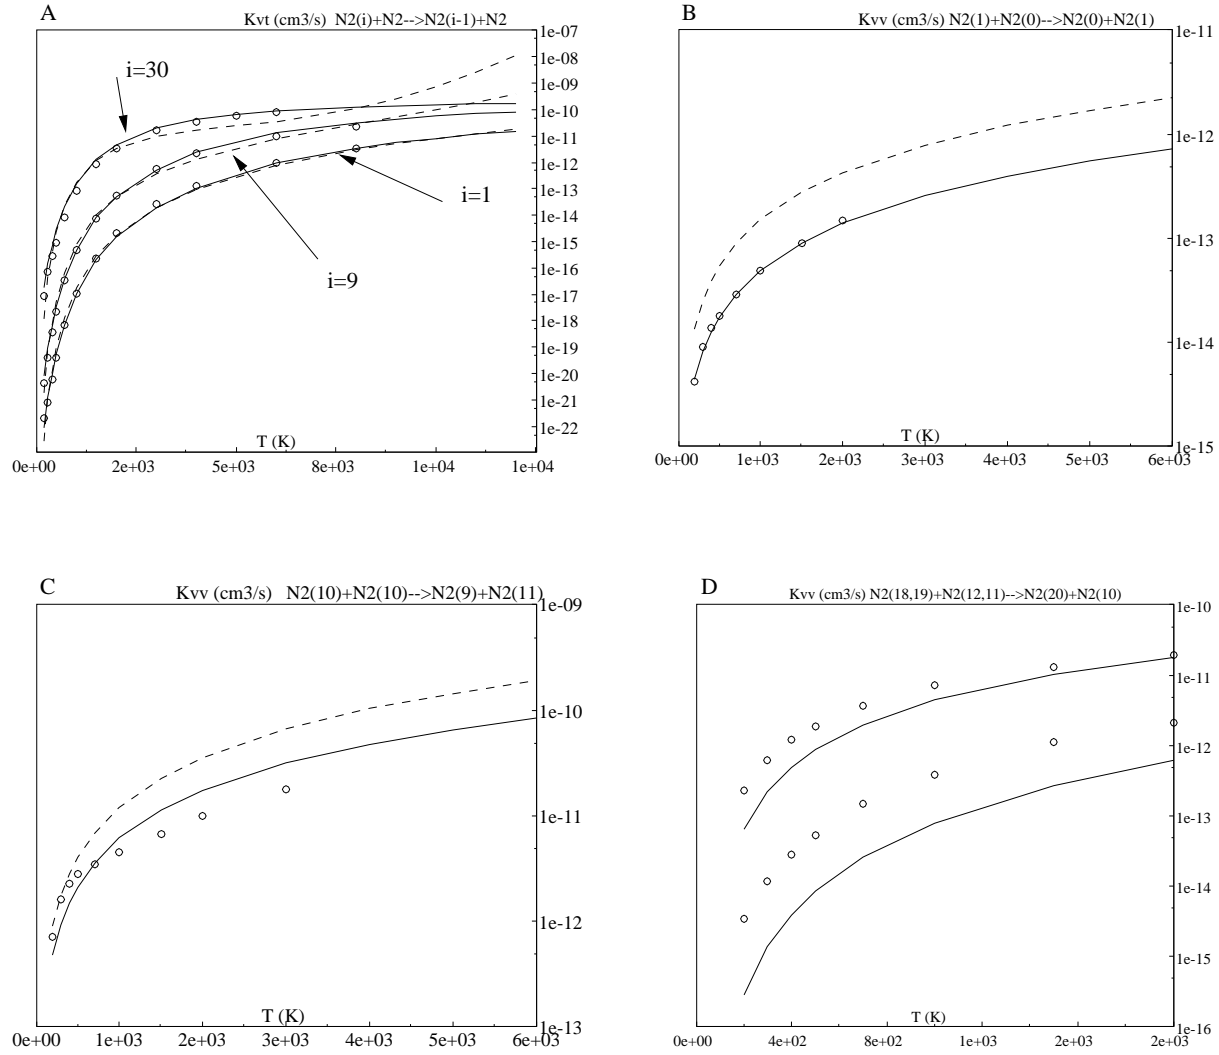 A
Kvt (cm3/s) N2(i)+N2-->N2(i-1)+N2
i=30
i=1
i=9
1e-07
1e-08
1e-09
1e-10
1e-11
1e-12
1e-13
1e-14
1e-15
1e-16
1e-17
1e-18
1e-19
1e-20
1e-21
1e-22
T (K)
0e+00 2e+03 5e+03 8e+03 1e+04 1e+04
B
Kvv (cm3/s) N2(1)+N2(0)-->N2(0)+N2(1)
1e-11
1e-12
1e-13
1e-14
1e-15
T (K)
0e+00 1e+03 2e+03 3e+03 4e+03 5e+03 6e+03
C
Kvv (cm3/s) N2(10)+N2(10)-->N2(9)+N2(11)
1e-09
1e-10
1e-11
1e-12
1e-13
T (K)
0e+00 1e+03 2e+03 3e+03 4e+03 5e+03 6e+03
D
Kvv (cm3/s) N2(18,19)+N2(12,11)-->N2(20)+N2(10)
1e-10
1e-11
1e-12
1e-13
1e-14
1e-15
1e-16
T (K)
0e+00 4e+02 8e+02 1e+03 2e+03 2e+03